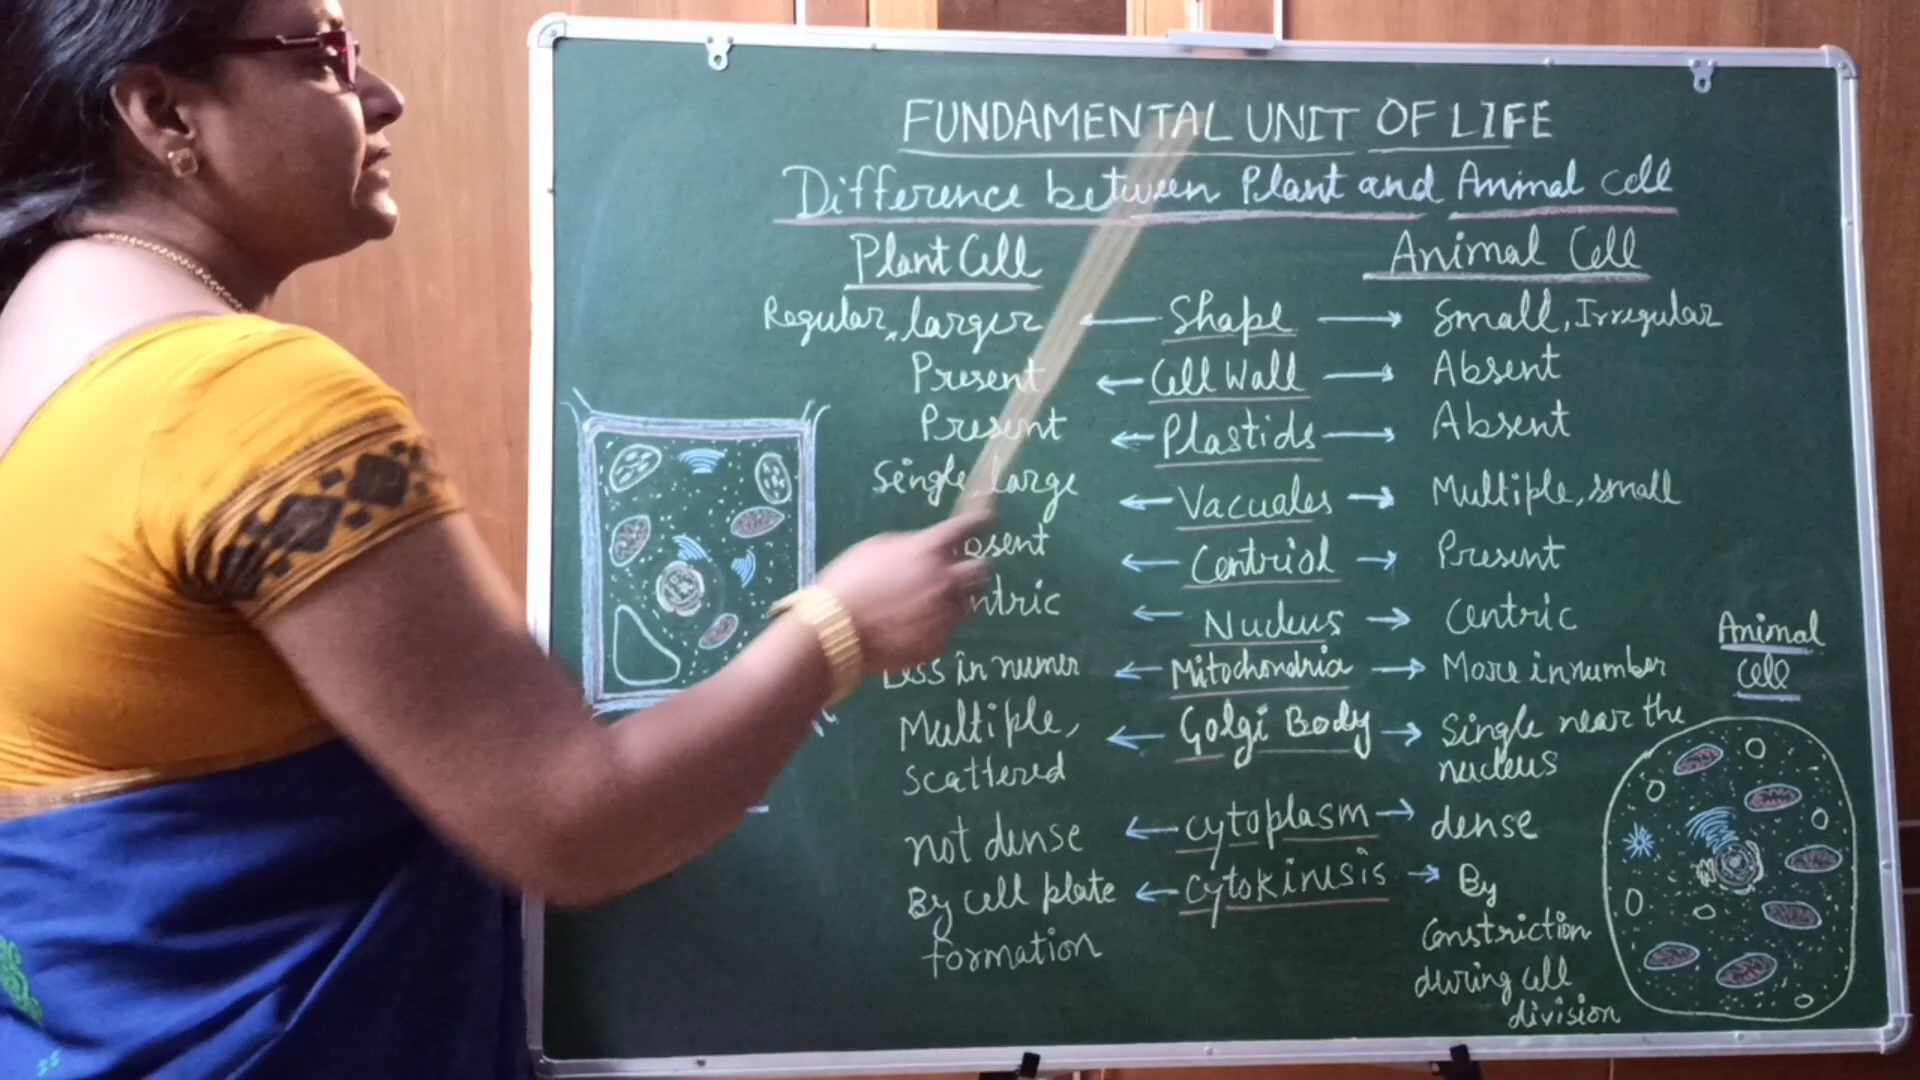 FUNDAMENTAL UNIT OF LIFE
Difference between Plant and Animal cell
Plant Cell Animal Cell
Regular, larger ← Shape → Small, Irregular
Present ← Cell Wall → Absent
Present ← Plastids → Absent
Single, large ← Vacuoles → Multiple, small
← Centriol → Present
← Nucleus → Centric
Less in numer ← Mitochondria → More in number
Multiple, scattered ← Golgi Body → Single near the nucleus
not dense ← cytoplasm → dense
By cell plate formation ← cytokinesis → By
Constriction
during cell
division
Animal
Cell